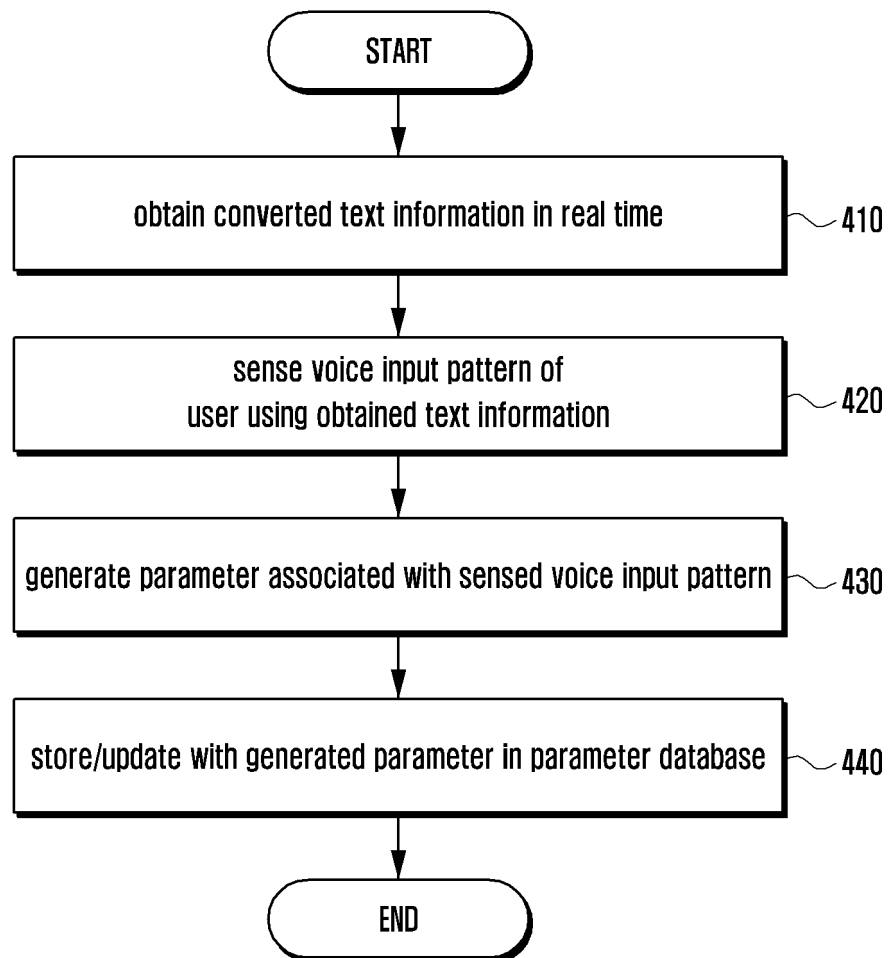 START
obtain converted text information in real time
410
sense voice input pattern of
user using obtained text information
420
generate parameter associated with sensed voice input pattern
430
store/update with generated parameter in parameter database
440
END